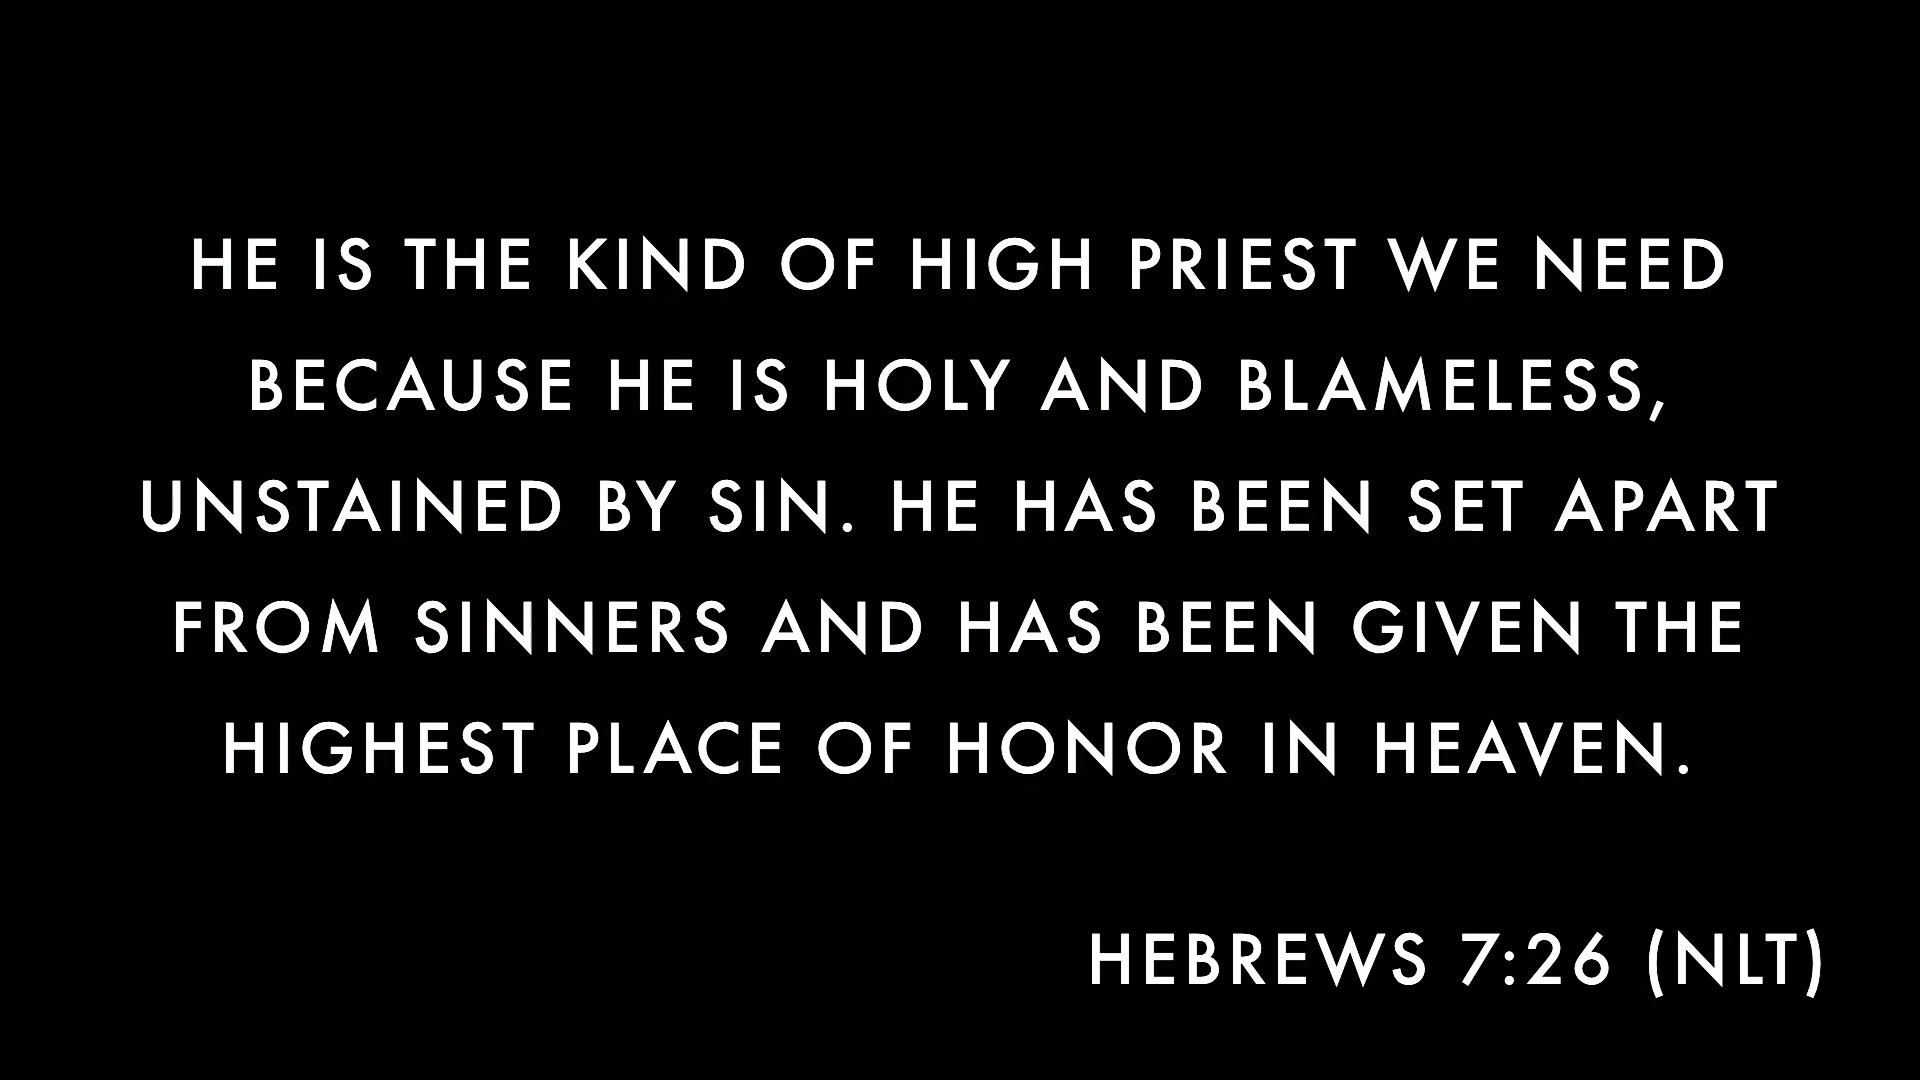 HE IS THE KIND OF HIGH PRIEST WE NEED
BECAUSE HE IS HOLY AND BLAMELESS,
UNSTAINED BY SIN. HE HAS BEEN SET APART
FROM SINNERS AND HAS BEEN GIVEN THE
HIGHEST PLACE OF HONOR IN HEAVEN.
HEBREWS 7:26 (NLT)